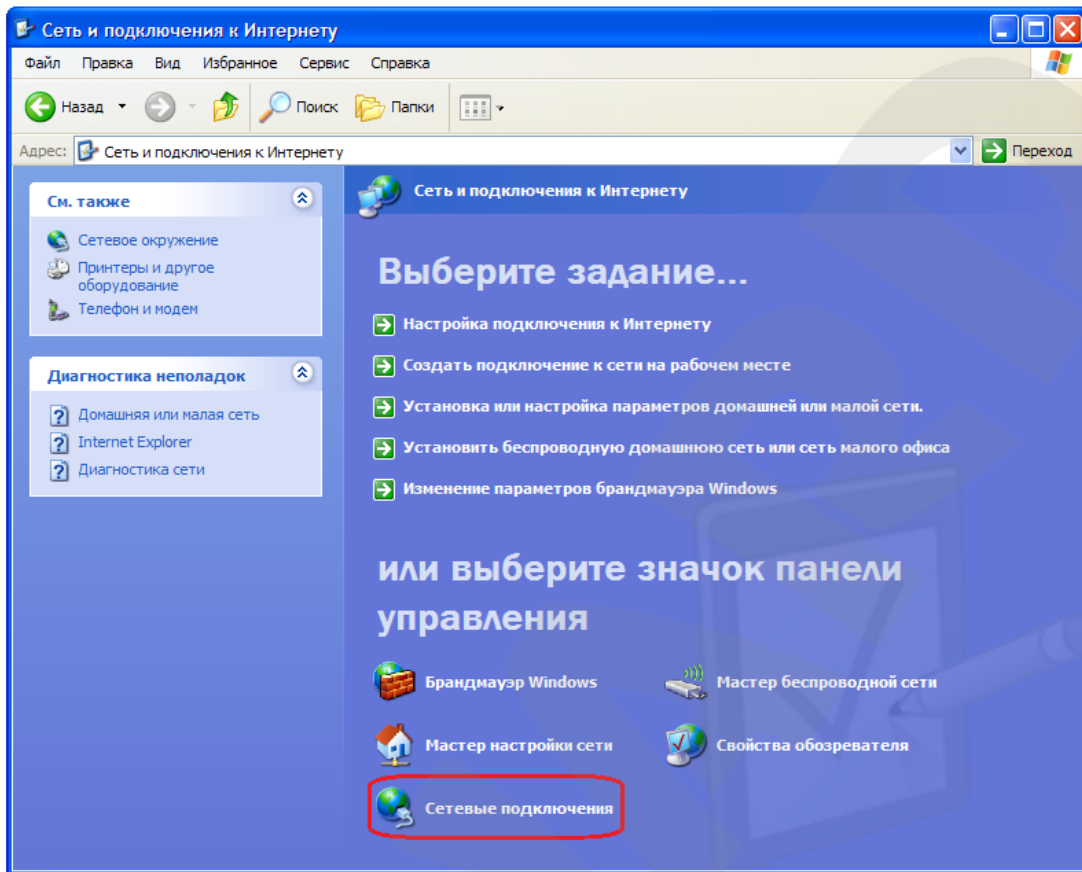 Сеть и подключения к Интернету
Файл Правка Вид Избранное Сервис Справка
Назад Поиск Папки
Адрес: Сеть и подключения к Интернету Переход
См. также
Сетевое окружение
Принтеры и другое
оборудование
Телефон и модем
Диагностика неполадок
Домашняя или малая сеть
Internet Explorer
Диагностика сети
Сеть и подключения к Интернету
Выберите задание...
Настройка подключения к Интернету
Создать подключение к сети на рабочем месте
Установка или настройка параметров домашней или малой сети.
Установить беспроводную домашнюю сеть или сеть малого офиса
Изменение параметров брандмауэра Windows
или выберите значок панели
управления
Брандмауэр Windows
Мастер беспроводной сети
Мастер настройки сети
Свойства обозревателя
Сетевые подключения